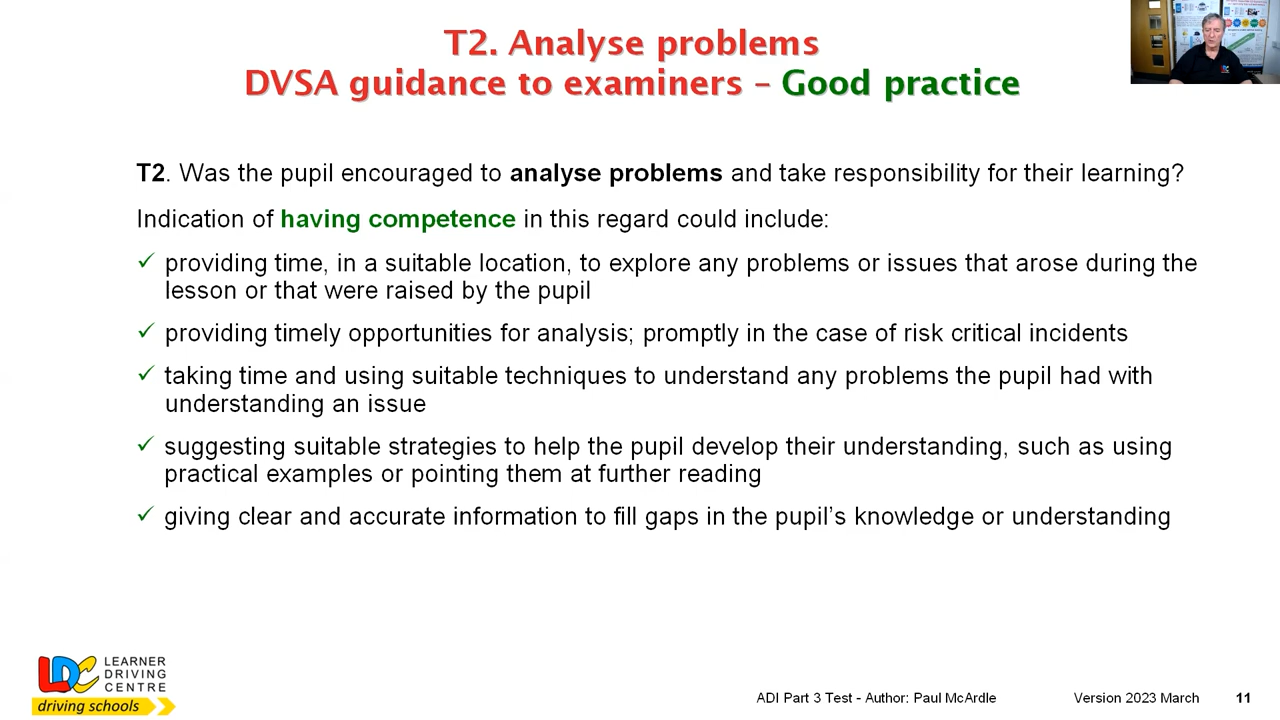 T2. Analyse problems
DVSA guidance to examiners – Good practice
T2. Was the pupil encouraged to analyse problems and take responsibility for their learning?
Indication of having competence in this regard could include:
✓ providing time, in a suitable location, to explore any problems or issues that arose during the
lesson or that were raised by the pupil
✓ providing timely opportunities for analysis; promptly in the case of risk critical incidents
✓ taking time and using suitable techniques to understand any problems the pupil had with
understanding an issue
✓ suggesting suitable strategies to help the pupil develop their understanding, such as using
practical examples or pointing them at further reading
✓ giving clear and accurate information to fill gaps in the pupil’s knowledge or understanding
LDC LEARNER
DRIVING
CENTRE
driving schools
ADI Part 3 Test - Author: Paul McArdle
Version 2023 March
11